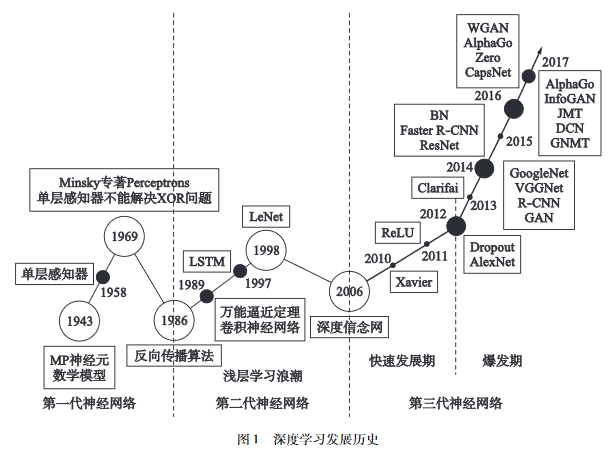 WGAN
AlphaGo
Zero
CapsNet
2017
2016
AlphaGo
InfoGAN
JMT
DCN
GNMT
BN
Faster R-CNN
ResNet
2015
2014
Clarifai
2013
GoogleNet
VGGNet
R-CNN
GAN
Minsky专著Perceptrons
单层感知器不能解决XOR问题
LeNet
2012
1969
1998
ReLU
2011
Dropout
AlexNet
单层感知器
1958
LSTM
1989
1997
2010
Xavier
2006
1943
1986
万能逼近定理
卷积神经网络
深度信念网
MP神经元
数学模型
反向传播算法
浅层学习浪潮
快速发展期
爆发期
第一代神经网络
第二代神经网络
第三代神经网络
图1 深度学习发展历史